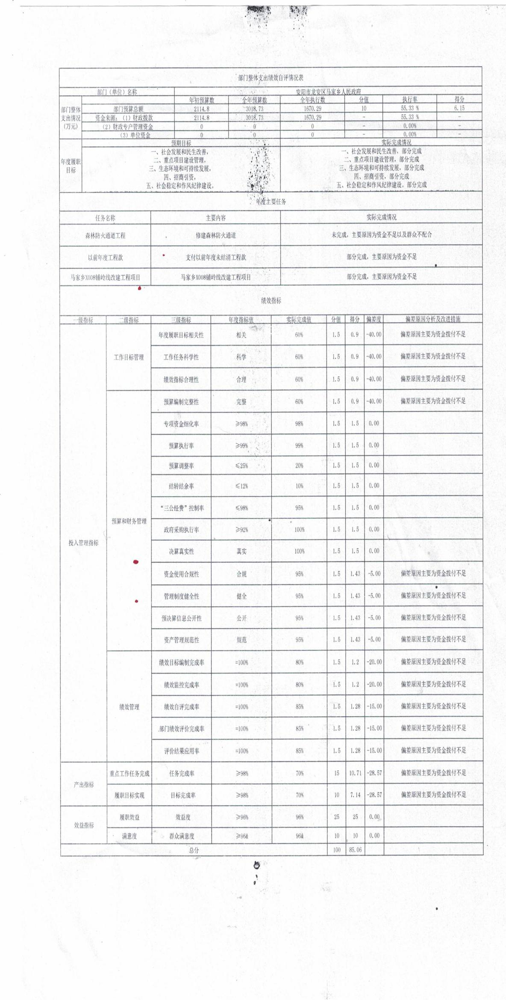 部门整体支出绩效自评情况表
部门（单位）名称 安阳市龙安区马家乡人民政府
部门整体支出情况（万元） 年初预算数 全年预算数 全年执行数 分值 执行率 得分
部门预算总额 2114.8 3018.73 1670.29 10 55.33 % 6.15
资金来源：（1）财政拨款 2114.8 3018.73 1670.29 - 55.33 % -
（2）财政专户管理资金 0 0 0 - 0.00% -
（3）单位资金 0 0 0 - 0.00% -
年度履职目标 预期目标 实际完成情况
一、社会发展和民生改善， 一、社会发展和民生改善，部分完成
二、重点项目建设管理， 二、重点项目建设管理，部分完成
三、生态环境和可持续发展， 三、生态环境和可持续发展，部分完成
四、招商引资， 四、招商引资，部分完成
五、社会稳定和作风纪律建设。 五、社会稳定和作风纪律建设。部分完成
年度主要任务
任务名称 主要内容 实际完成情况
森林防火通道工程 修建森林防火通道 未完成，主要原因为资金不足以及群众不配合
以前年度工程款 支付以前年度未结清工程款 部分完成，主要原因为资金不足
马家乡X008铺岭线改建工程项目 马家乡X008铺岭线改建工程项目 部分完成，主要原因为资金不足
绩效指标
一级指标 二级指标 三级指标 年度指标值 实际完成值 分值 得分 偏差度 偏差原因分析及改进措施
投入管理指标 工作目标管理 年度履职目标相关性 相关 60% 1.5 0.9 -40.00 偏差原因主要为资金拨付不足
工作任务科学性 科学 60% 1.5 0.9 -40.00 偏差原因主要为资金拨付不足
绩效指标合理性 合理 60% 1.5 0.9 -40.00 偏差原因主要为资金拨付不足
预算和财务管理 预算编制完整性 完整 60% 1.5 0.9 -40.00 偏差原因主要为资金拨付不足
专项资金细化率 ≥98% 98% 1.5 1.5 0.00
预算执行率 ≥99% 99% 1.5 1.5 0.00
预算调整率 ≤25% 20% 1.5 1.5 0.00
结转结余率 ≤12% 10% 1.5 1.5 0.00
“三公经费”控制率 ≤98% 95% 1.5 1.5 0.00
政府采购执行率 ≥92% 100% 1.5 1.5 0.00
决算真实性 真实 100% 1.5 1.5 0.00
资金使用合规性 合规 95% 1.5 1.43 -5.00 偏差原因主要为资金拨付不足
管理制度健全性 健全 95% 1.5 1.43 -5.00 偏差原因主要为资金拨付不足
预决算信息公开性 公开 95% 1.5 1.43 -5.00 偏差原因主要为资金拨付不足
资产管理规范性 规范 95% 1.5 1.43 -5.00 偏差原因主要为资金拨付不足
绩效管理 绩效目标编制完成率 =100% 80% 1.5 1.2 -20.00 偏差原因主要为资金拨付不足
绩效监控完成率 =100% 80% 1.5 1.2 -20.00 偏差原因主要为资金拨付不足
绩效自评完成率 =100% 85% 1.5 1.28 -15.00 偏差原因主要为资金拨付不足
部门绩效评价完成率 =100% 85% 1.5 1.28 -15.00 偏差原因主要为资金拨付不足
评价结果应用率 =100% 85% 1.5 1.28 -15.00 偏差原因主要为资金拨付不足
产出指标 重点工作任务完成 任务完成率 ≥98% 70% 15 10.71 -28.57 偏差原因主要为资金拨付不足
履职目标实现 目标完成率 ≥98% 70% 10 7.14 -28.57 偏差原因主要为资金拨付不足
效益指标 履职效益 效益度 ≥96% 96% 25 25 0.00
满意度 群众满意度 ≥96& 96& 10 10 0.00
总分 100 85.06